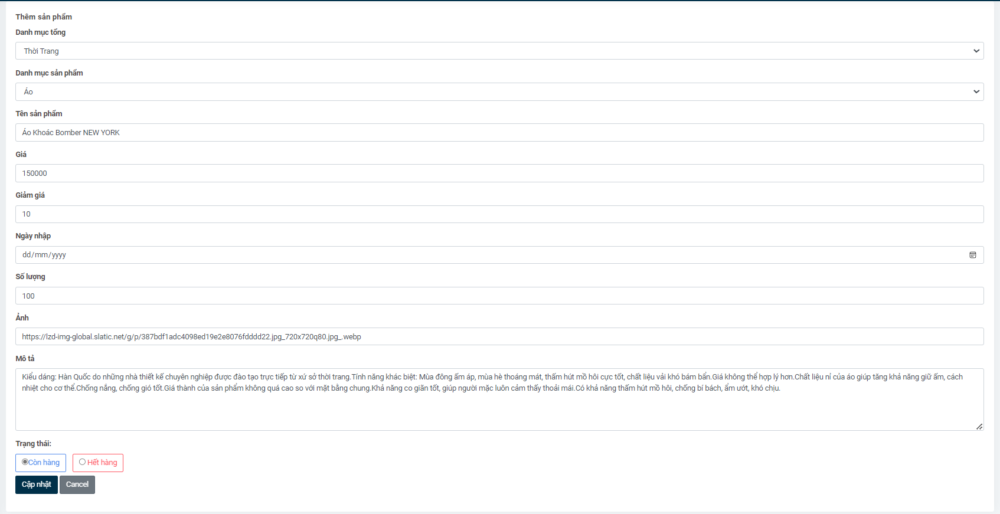 Thêm sản phẩm
Danh mục tổng
Thời Trang
Danh mục sản phẩm
Áo
Tên sản phẩm
Áo Khoác Bomber NEW YORK
Giá
150000
Giảm giá
10
Ngày nhập
dd/mm/yyyy
Số lượng
100
Ảnh
https://lzd-img-global.slatic.net/g/p/387bdf1adc4098ed19e2e8076fdddd22.jpg_720x720q80.jpg_.webp
Mô tả
Kiểu dáng: Hàn Quốc do những nhà thiết kế chuyên nghiệp được đào tạo trực tiếp từ xứ sở thời trang.Tính năng khác biệt: Mùa đông ấm áp, mùa hè thoáng mát, thấm hút mồ hôi cực tốt, chất liệu vải khó bám bẩn.Giá không thể hợp lý hơn.Chất liệu nỉ của áo giúp tăng khả năng giữ ấm, cách
nhiệt cho cơ thể.Chống nắng, chống gió tốt.Giá thành của sản phẩm không quá cao so với mặt bằng chung.Khả năng co giãn tốt, giúp người mặc luôn cảm thấy thoải mái.Có khả năng thấm hút mồ hôi, chống bí bách, ẩm ướt, khó chịu.
Trạng thái:
Còn hàng Hết hàng
Cập nhật Cancel